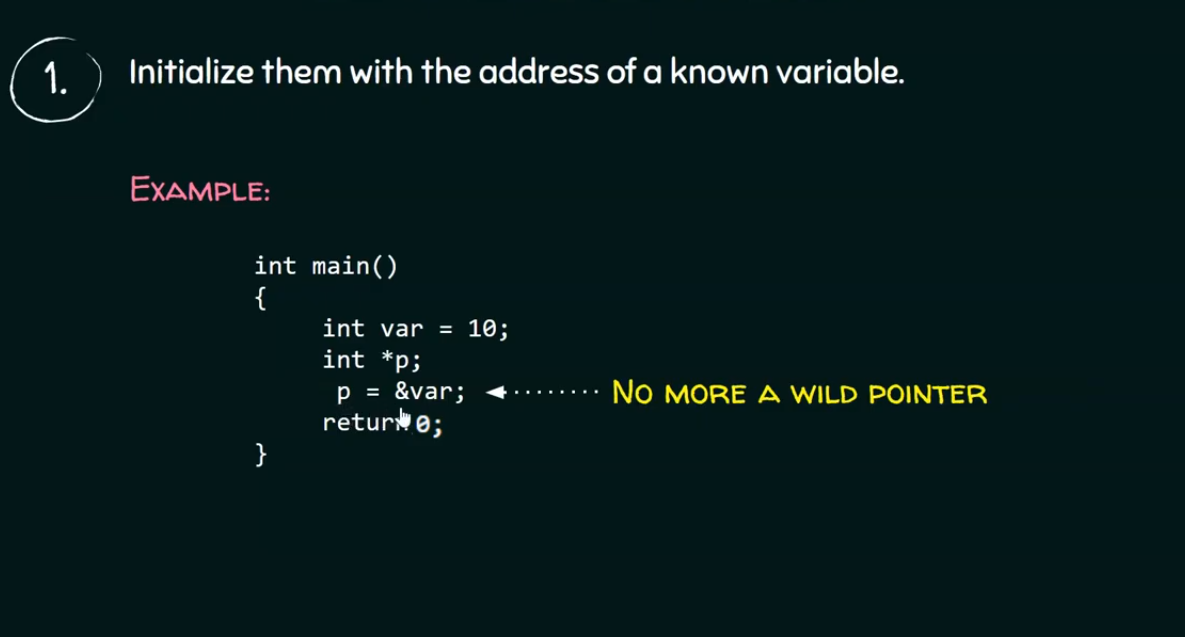 1. Initialize them with the address of a known variable.
EXAMPLE:
int main()
{
int var = 10;
int *p;
p = &var; NO MORE A WILD POINTER
return 0;
}